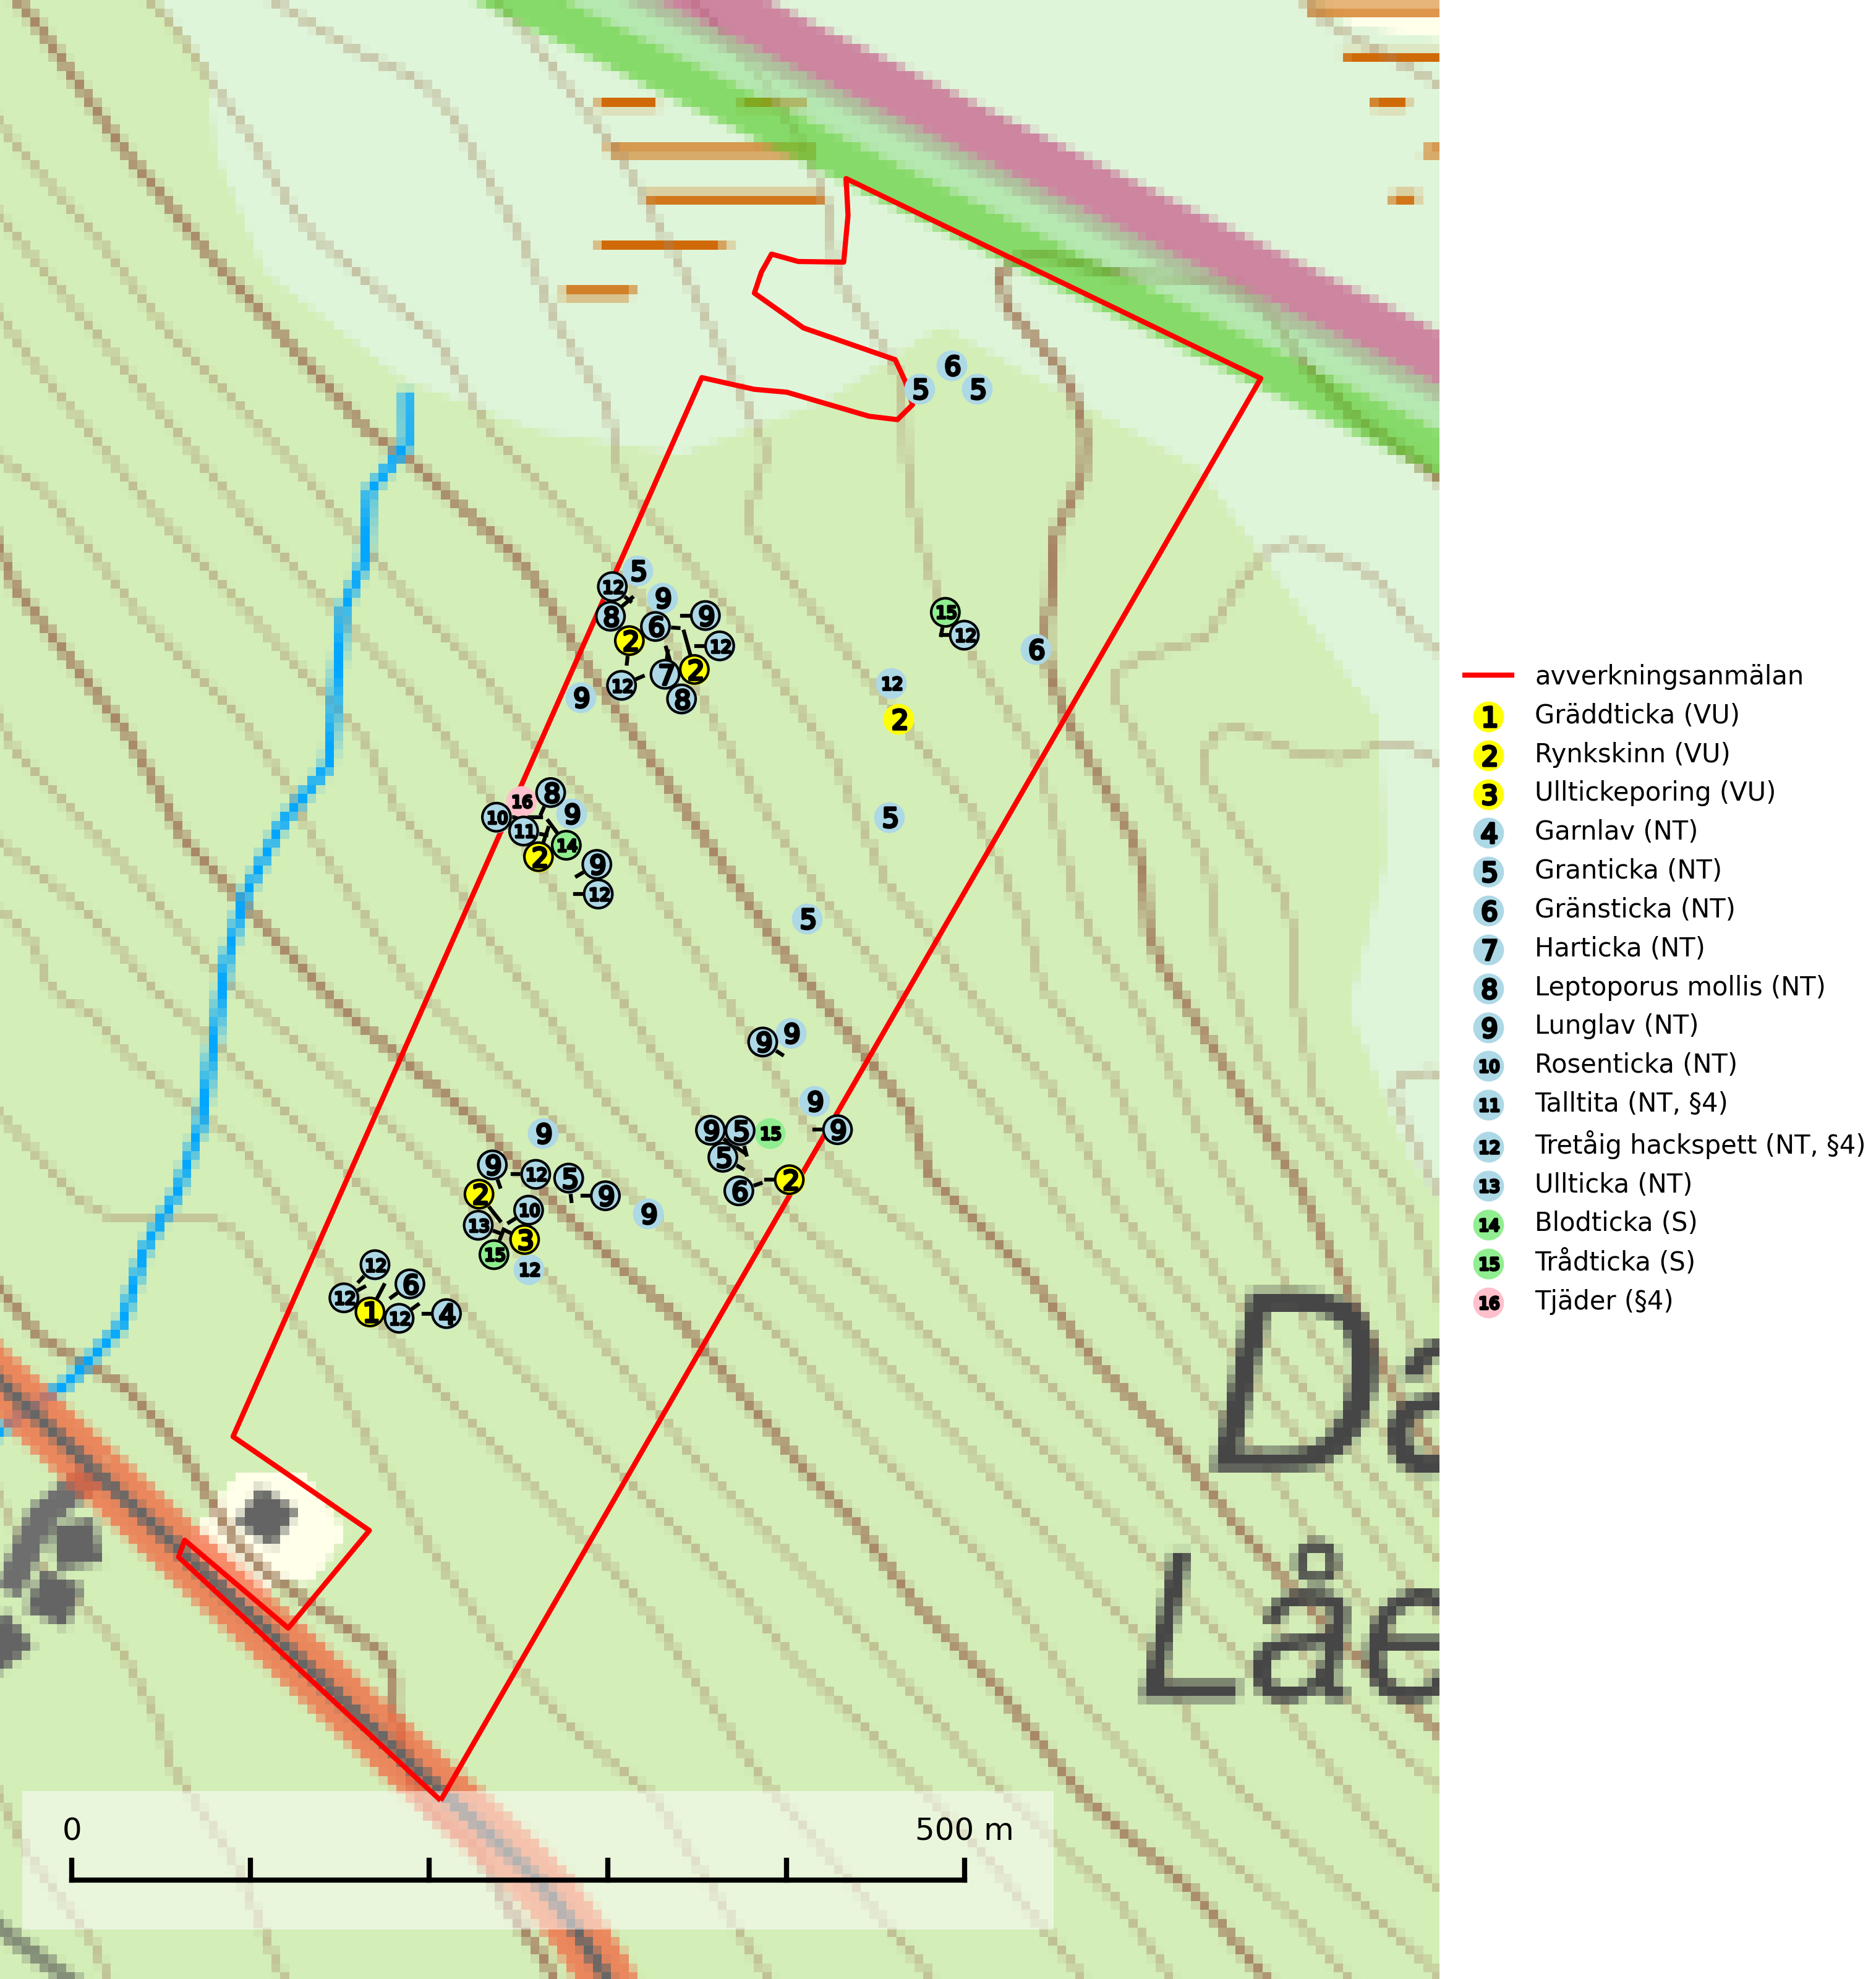 6
5 5
5
12
9
8 6 9
2 12
7 2
12 8
9
15
12
6
12
2
16 8
10 9
11 14
2 9
12
5
5
9 9
9
9
9 5 15
5
6 2
9
9 12 5 9
2 10
13 3
15 12
9
12
12 6
1 12 4
avverkningsanmälan
1 Gräddticka (VU)
2 Rynkskinn (VU)
3 Ulltickeporing (VU)
4 Garnlav (NT)
5 Granticka (NT)
6 Gränsticka (NT)
7 Harticka (NT)
8 Leptoporus mollis (NT)
9 Lunglav (NT)
10 Rosenticka (NT)
11 Talltita (NT, §4)
12 Tretåig hackspett (NT, §4)
13 Ullticka (NT)
14 Blodticka (S)
15 Trådticka (S)
16 Tjäder (§4)
Då
Låe
0 500 m